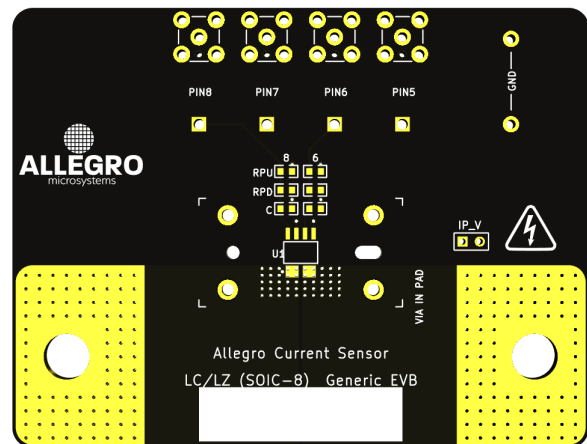 PIN8 PIN7 PIN6 PIN5
GND
ALLEGRO
microsystems
8 6
RPU
RPD
C
U1
IP_V
VIA IN PAD
Allegro Current Sensor
LC/LZ (SOIC-8) Generic EVB